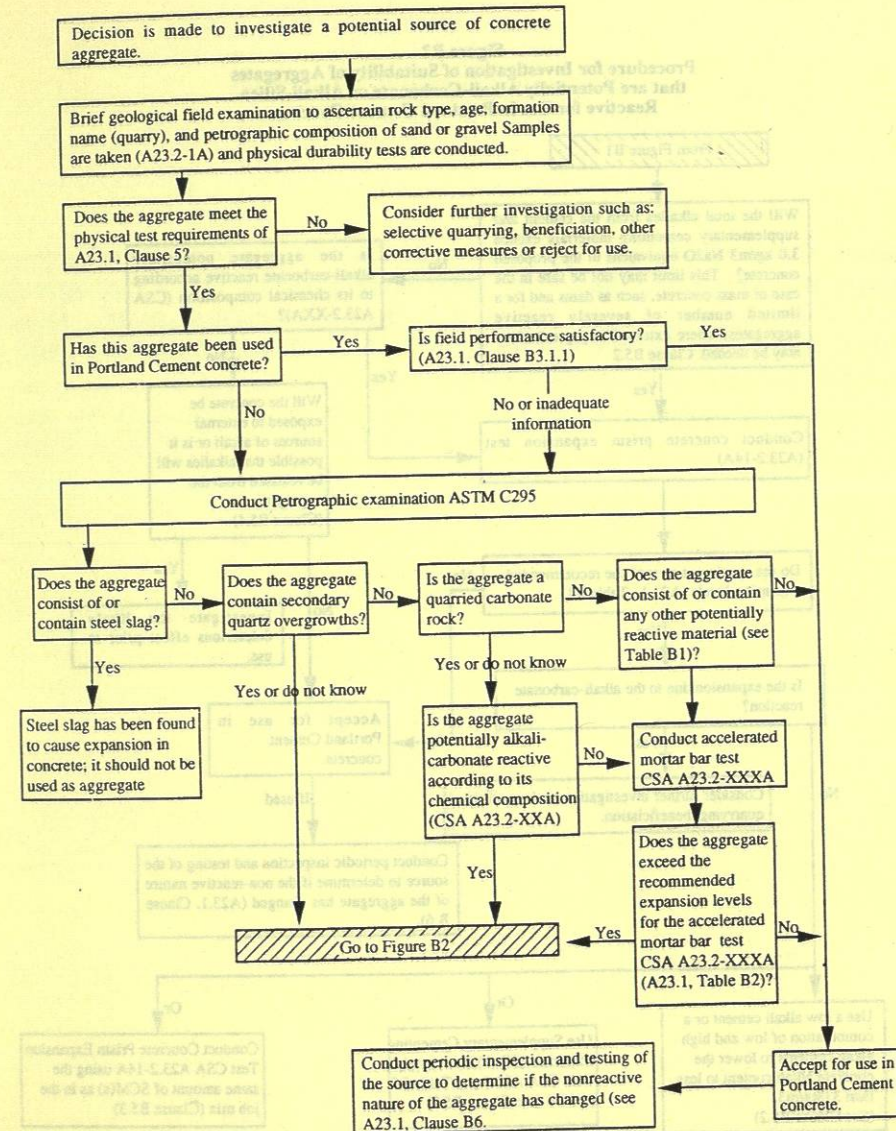 Decision is made to investigate a potential source of concrete
aggregate.
Brief geological field examination to ascertain rock type, age, formation
name (quarry), and petrographic composition of sand or gravel Samples
are taken (A23.2-1A) and physical durability tests are conducted.
Does the aggregate meet the
physical test requirements of
A23.1, Clause 5?
No
Consider further investigation such as:
selective quarrying, beneficiation, other
corrective measures or reject for use.
Yes
Has this aggregate been used
in Portland Cement concrete?
Yes
Is field performance satisfactory?
(A23.1. Clause B3.1.1)
Yes
No
No or inadequate
information
Conduct Petrographic examination ASTM C295
Does the aggregate
consist of or
contain steel slag?
No
Does the aggregate
contain secondary
quartz overgrowths?
No
Is the aggregate a
quarried carbonate
rock?
No
Does the aggregate
consist of or contain
any other potentially
reactive material (see
Table B1)?
No
Yes
Yes or do not know
Yes or do not know
Steel slag has been found
to cause expansion in
concrete; it should not be
used as aggregate
Is the aggregate
potentially alkali-
carbonate reactive
according to its
chemical composition
(CSA A23.2-XXA)
No
Conduct accelerated
mortar bar test
CSA A23.2-XXXA
Yes
Does the aggregate
exceed the
recommended
expansion levels
for the accelerated
mortar bar test
CSA A23.2-XXXA
(A23.1, Table B2)?
Yes
No
Go to Figure B2
Conduct periodic inspection and testing of
the source to determine if the nonreactive
nature of the aggregate has changed (see
A23.1, Clause B6.
Accept for use in
Portland Cement
concrete.